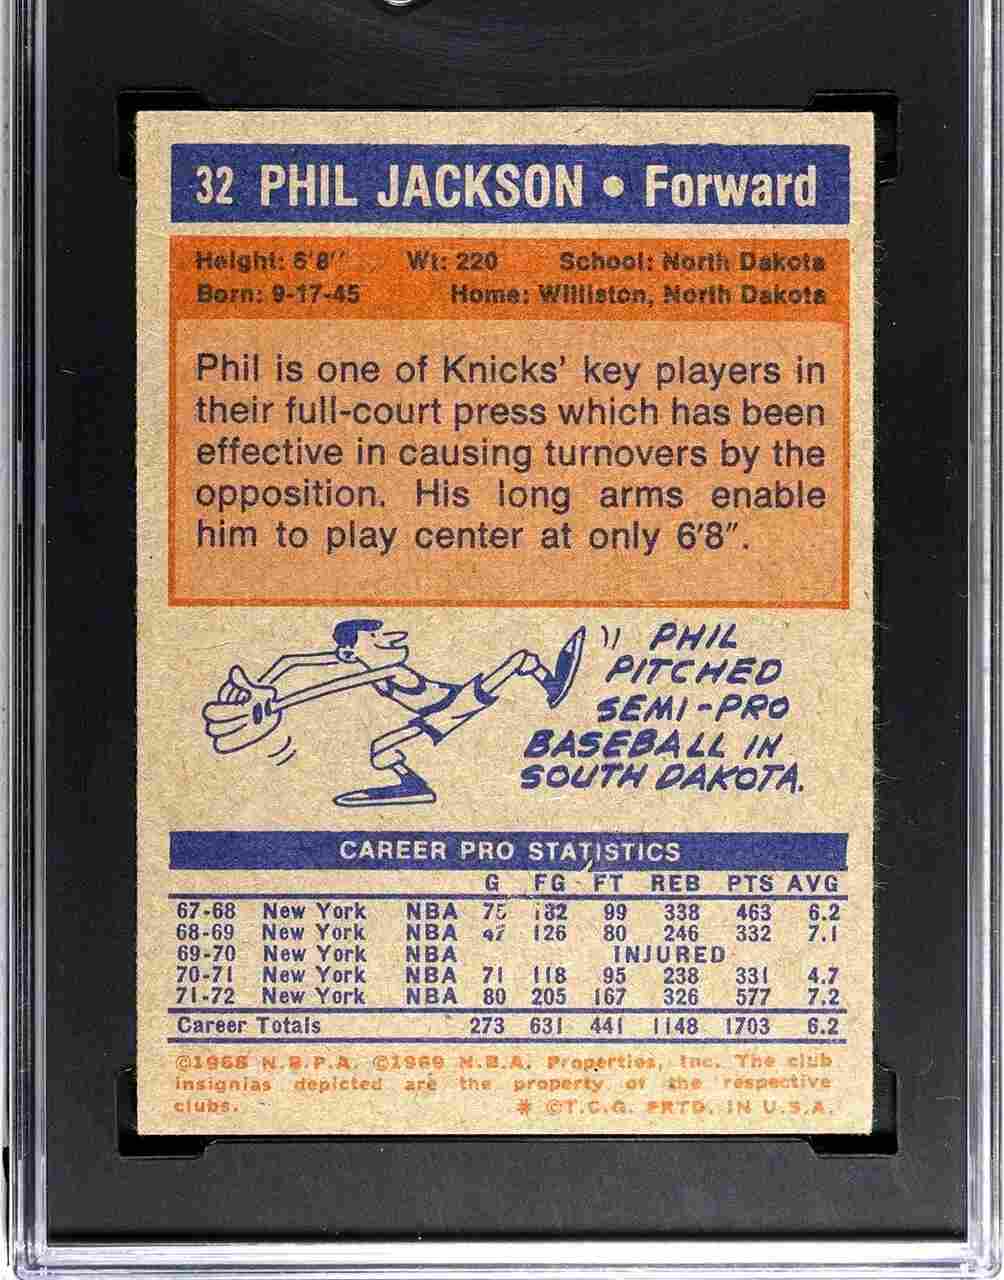 32 PHIL JACKSON • Forward
Height: 6'8" Wt: 220 School: North Dakota
Born: 9-17-45 Home: Williston, North Dakota
Phil is one of Knicks' key players in
their full-court press which has been
effective in causing turnovers by the
opposition. His long arms enable
him to play center at only 6'8".
PHIL
PITCHED
SEMI-PRO
BASEBALL IN
SOUTH DAKOTA.
CAREER PRO STATISTICS
G FG FT REB PTS AVG
67-68 New York NBA 75 182 99 338 463 6.2
68-69 New York NBA 47 126 80 246 332 7.1
69-70 New York NBA INJURED
70-71 New York NBA 71 118 95 238 331 4.7
71-72 New York NBA 80 205 167 326 577 7.2
Career Totals 273 631 441 1148 1703 6.2
©1968 N.B.P.A. ©1969 N.B.A. Properties, Inc. The club
insignias depicted are the property of the respective
clubs. * ©T.C.G. PRTD. IN U.S.A.